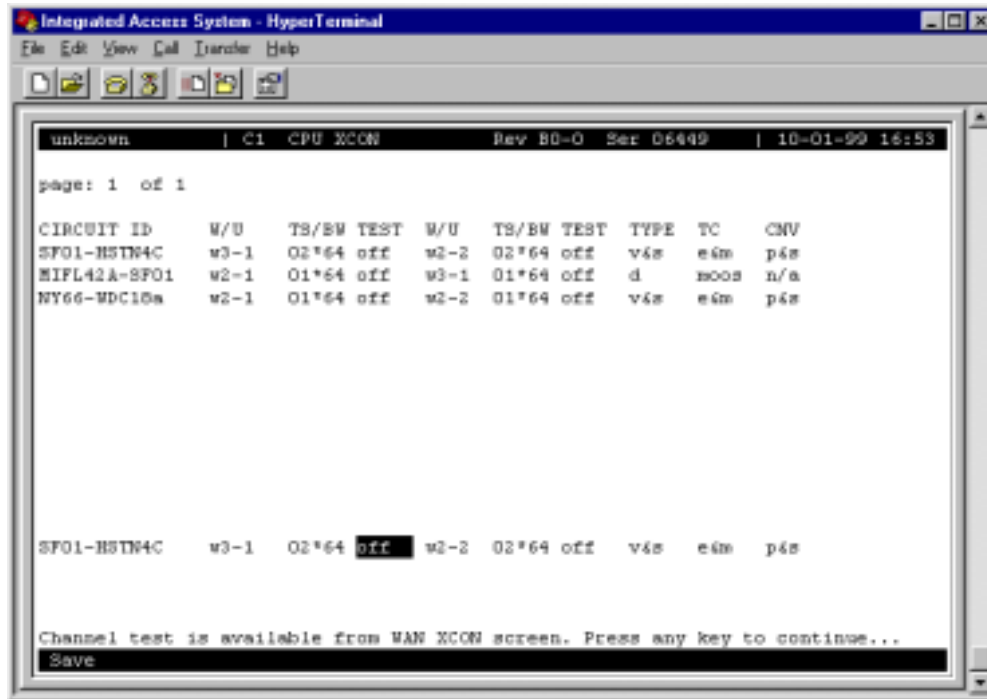 Integrated Access System - HyperTerminal
File Edit View Call Transfer Help
unknown | C1 CPU XCON Rev B0-0 Ser 06449 | 10-01-99 16:53
page: 1 of 1
CIRCUIT ID W/U TS/BW TEST W/U TS/BW TEST TYPE TC CNV
SF01-HSTN4C w3-1 02*64 off w2-2 02*64 off v&s e&m p&s
MIFL42A-SF01 w2-1 01*64 off w3-1 01*64 off d moos n/a
NY66-WDC18a w2-1 01*64 off w2-2 01*64 off v&s e&m p&s
SF01-HSTN4C w3-1 02*64 off w2-2 02*64 off v&s e&m p&s
Channel test is available from WAN XCON screen. Press any key to continue...
Save